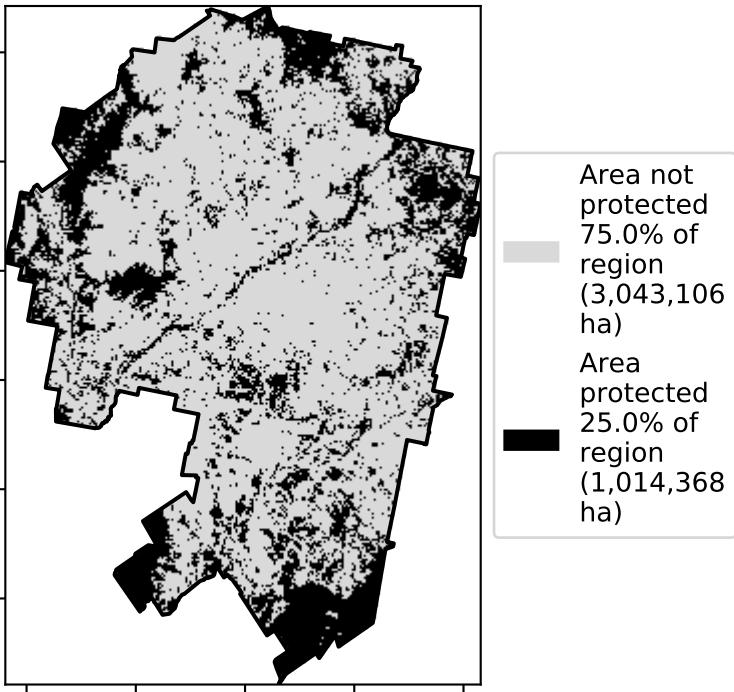 Area not
protected
75.0% of
region
(3,043,106
ha)
Area
protected
25.0% of
region
(1,014,368
ha)